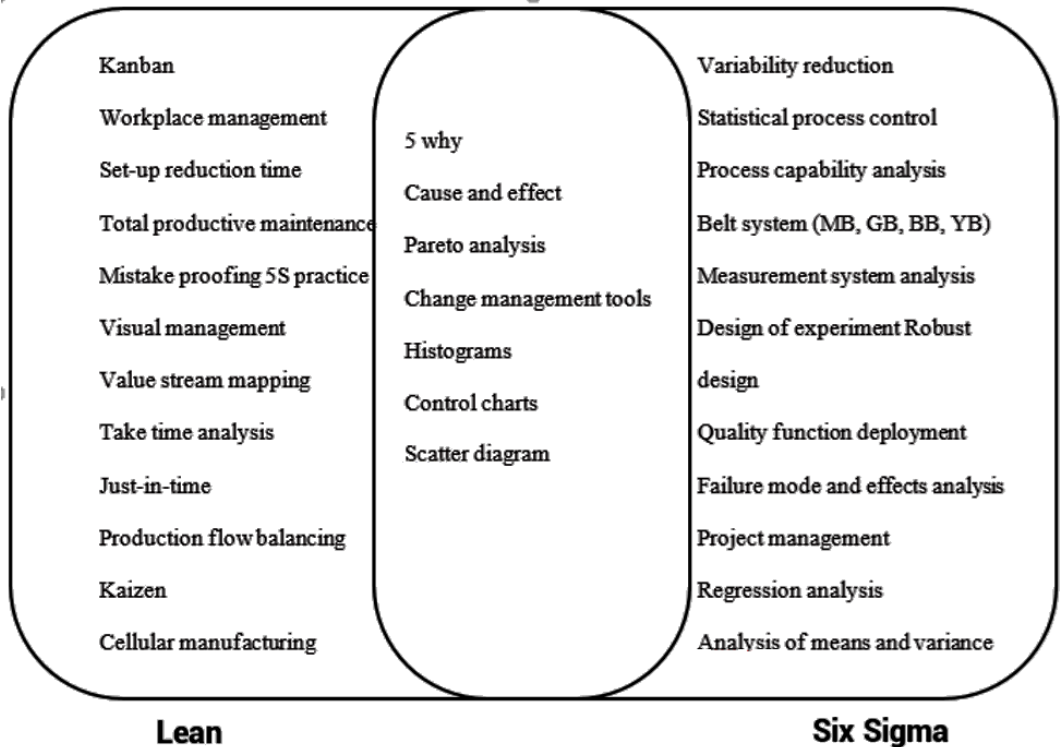 Kanban
Workplace management
Set-up reduction time
Total productive maintenance
Mistake proofing 5S practice
Visual management
Value stream mapping
Take time analysis
Just-in-time
Production flow balancing
Kaizen
Cellular manufacturing
5 why
Cause and effect
Pareto analysis
Change management tools
Histograms
Control charts
Scatter diagram
Variability reduction
Statistical process control
Process capability analysis
Belt system (MB, GB, BB, YB)
Measurement system analysis
Design of experiment Robust
design
Quality function deployment
Failure mode and effects analysis
Project management
Regression analysis
Analysis of means and variance
Lean
Six Sigma